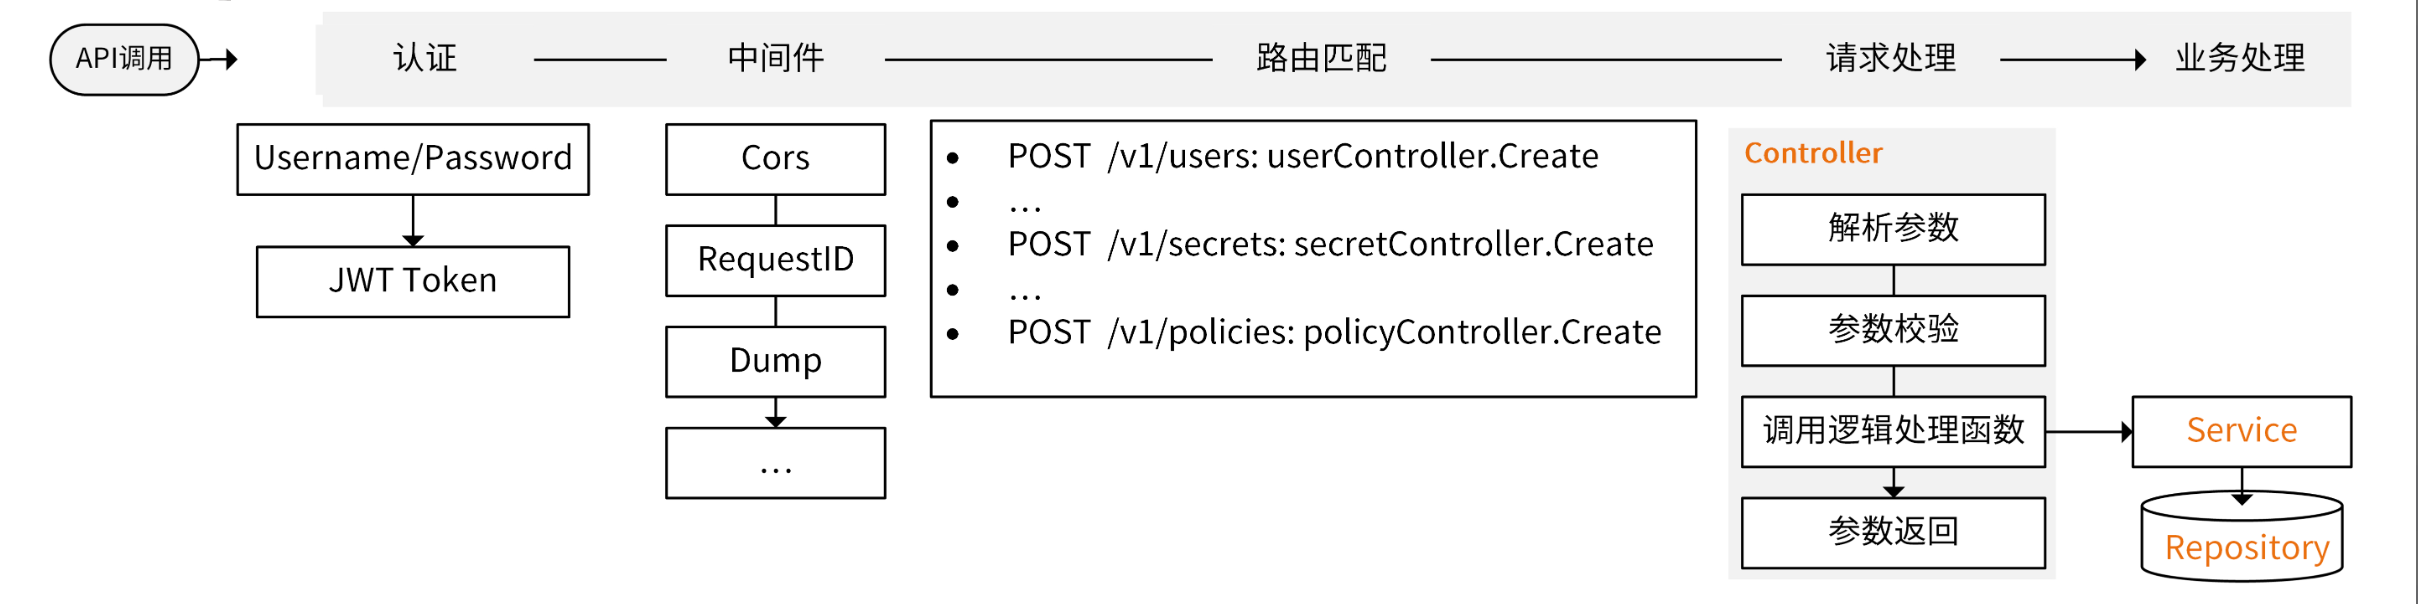 API调用
认证
中间件
路由匹配
请求处理
业务处理
Username/Password
JWT Token
Cors
RequestID
Dump
...
• POST /v1/users: userController.Create
• ...
• POST /v1/secrets: secretController.Create
• ...
• POST /v1/policies: policyController.Create
Controller
解析参数
参数校验
调用逻辑处理函数
参数返回
Service
Repository